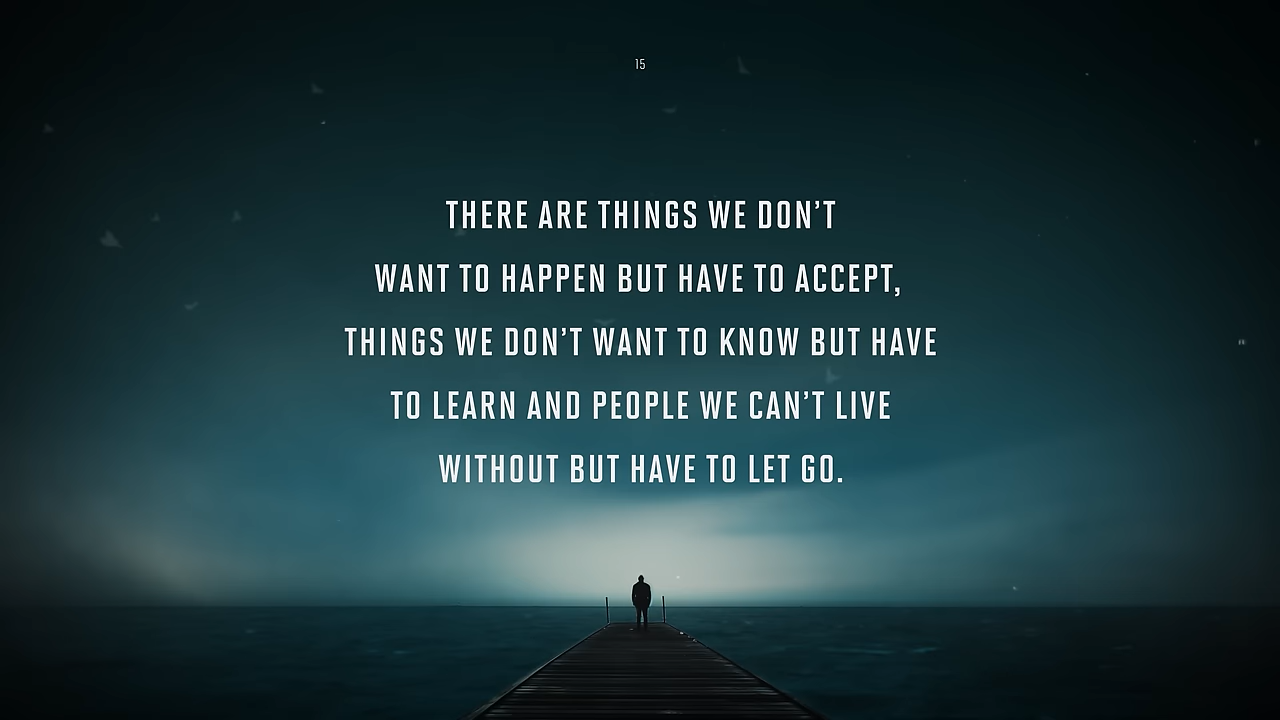 15
THERE ARE THINGS WE DON’T
WANT TO HAPPEN BUT HAVE TO ACCEPT,
THINGS WE DON’T WANT TO KNOW BUT HAVE
TO LEARN AND PEOPLE WE CAN’T LIVE
WITHOUT BUT HAVE TO LET GO.